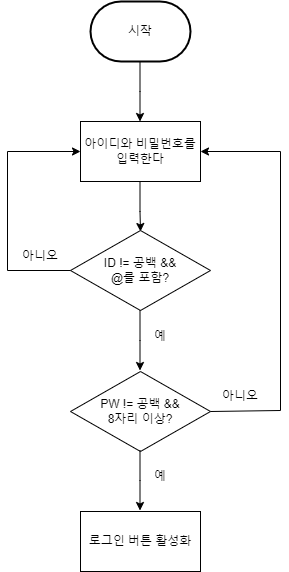 시작
아이디와 비밀번호를
입력한다
아니오
ID != 공백 &&
@를 포함?
예
PW != 공백 &&
8자리 이상?
아니오
예
로그인 버튼 활성화